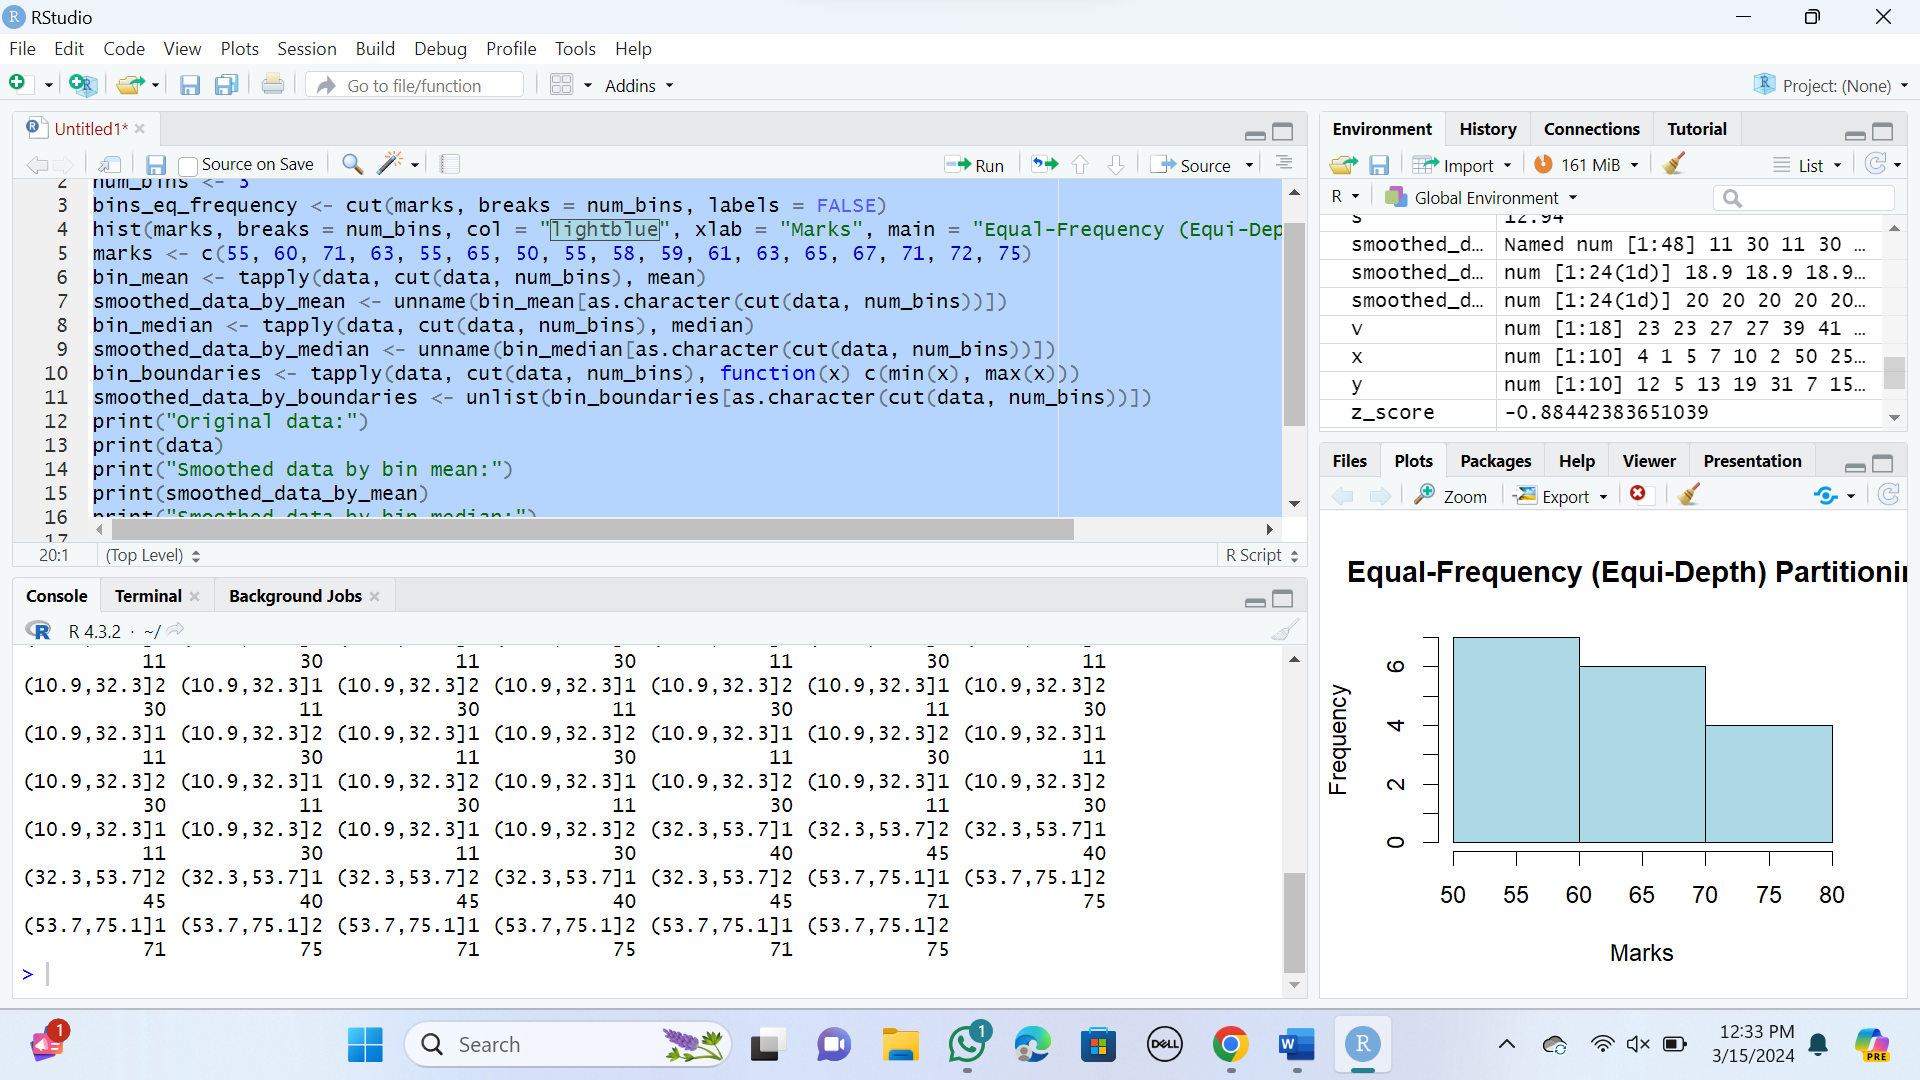 RStudio
File Edit Code View Plots Session Build Debug Profile Tools Help
Go to file/function
Addins
Project: (None)
Untitled1*
Source on Save
Run
Source
2 num_bins <- 3
3 bins_eq_frequency <- cut(marks, breaks = num_bins, labels = FALSE)
4 hist(marks, breaks = num_bins, col = "lightblue", xlab = "Marks", main = "Equal-Frequency (Equi-Dep
5 marks <- c(55, 60, 71, 63, 55, 65, 50, 55, 58, 59, 61, 63, 65, 67, 71, 72, 75)
6 bin_mean <- tapply(data, cut(data, num_bins), mean)
7 smoothed_data_by_mean <- unname(bin_mean[as.character(cut(data, num_bins))])
8 bin_median <- tapply(data, cut(data, num_bins), median)
9 smoothed_data_by_median <- unname(bin_median[as.character(cut(data, num_bins))])
10 bin_boundaries <- tapply(data, cut(data, num_bins), function(x) c(min(x), max(x)))
11 smoothed_data_by_boundaries <- unlist(bin_boundaries[as.character(cut(data, num_bins))])
12 print("Original data:")
13 print(data)
14 print("Smoothed data by bin mean:")
15 print(smoothed_data_by_mean)
16 print("Smoothed data by bin median:")
17
20:1 (Top Level) R Script
Console Terminal Background Jobs
R 4.3.2 · ~/
11 30 11 30 11 30 11
(10.9,32.3]2 (10.9,32.3]1 (10.9,32.3]2 (10.9,32.3]1 (10.9,32.3]2 (10.9,32.3]1 (10.9,32.3]2
30 11 30 11 30 11 30
(10.9,32.3]1 (10.9,32.3]2 (10.9,32.3]1 (10.9,32.3]2 (10.9,32.3]1 (10.9,32.3]2 (10.9,32.3]1
11 30 11 30 11 30 11
(10.9,32.3]2 (10.9,32.3]1 (10.9,32.3]2 (10.9,32.3]1 (10.9,32.3]2 (10.9,32.3]1 (10.9,32.3]2
30 11 30 11 30 11 30
(10.9,32.3]1 (10.9,32.3]2 (10.9,32.3]1 (10.9,32.3]2 (32.3,53.7]1 (32.3,53.7]2 (32.3,53.7]1
11 30 11 30 40 45 40
(32.3,53.7]2 (32.3,53.7]1 (32.3,53.7]2 (32.3,53.7]1 (32.3,53.7]2 (53.7,75.1]1 (53.7,75.1]2
45 40 45 40 45 71 75
(53.7,75.1]1 (53.7,75.1]2 (53.7,75.1]1 (53.7,75.1]2 (53.7,75.1]1 (53.7,75.1]2
71 75 71 75 71 75
>
Environment History Connections Tutorial
Import 161 MiB List
R Global Environment
s 12.94
smoothed_d… Named num [1:48] 11 30 11 30 …
smoothed_d… num [1:24(1d)] 18.9 18.9 18.9…
smoothed_d… num [1:24(1d)] 20 20 20 20 20…
v num [1:18] 23 23 27 27 39 41 …
x num [1:10] 4 1 5 7 10 2 50 25…
y num [1:10] 12 5 13 19 31 7 15…
z_score -0.88442383651039
Files Plots Packages Help Viewer Presentation
Zoom Export
Equal-Frequency (Equi-Depth) Partitioni
Frequency
6
4
2
0
50 55 60 65 70 75 80
Marks
1
Search
1
DELL
W
R
12:33 PM
3/15/2024
PRE